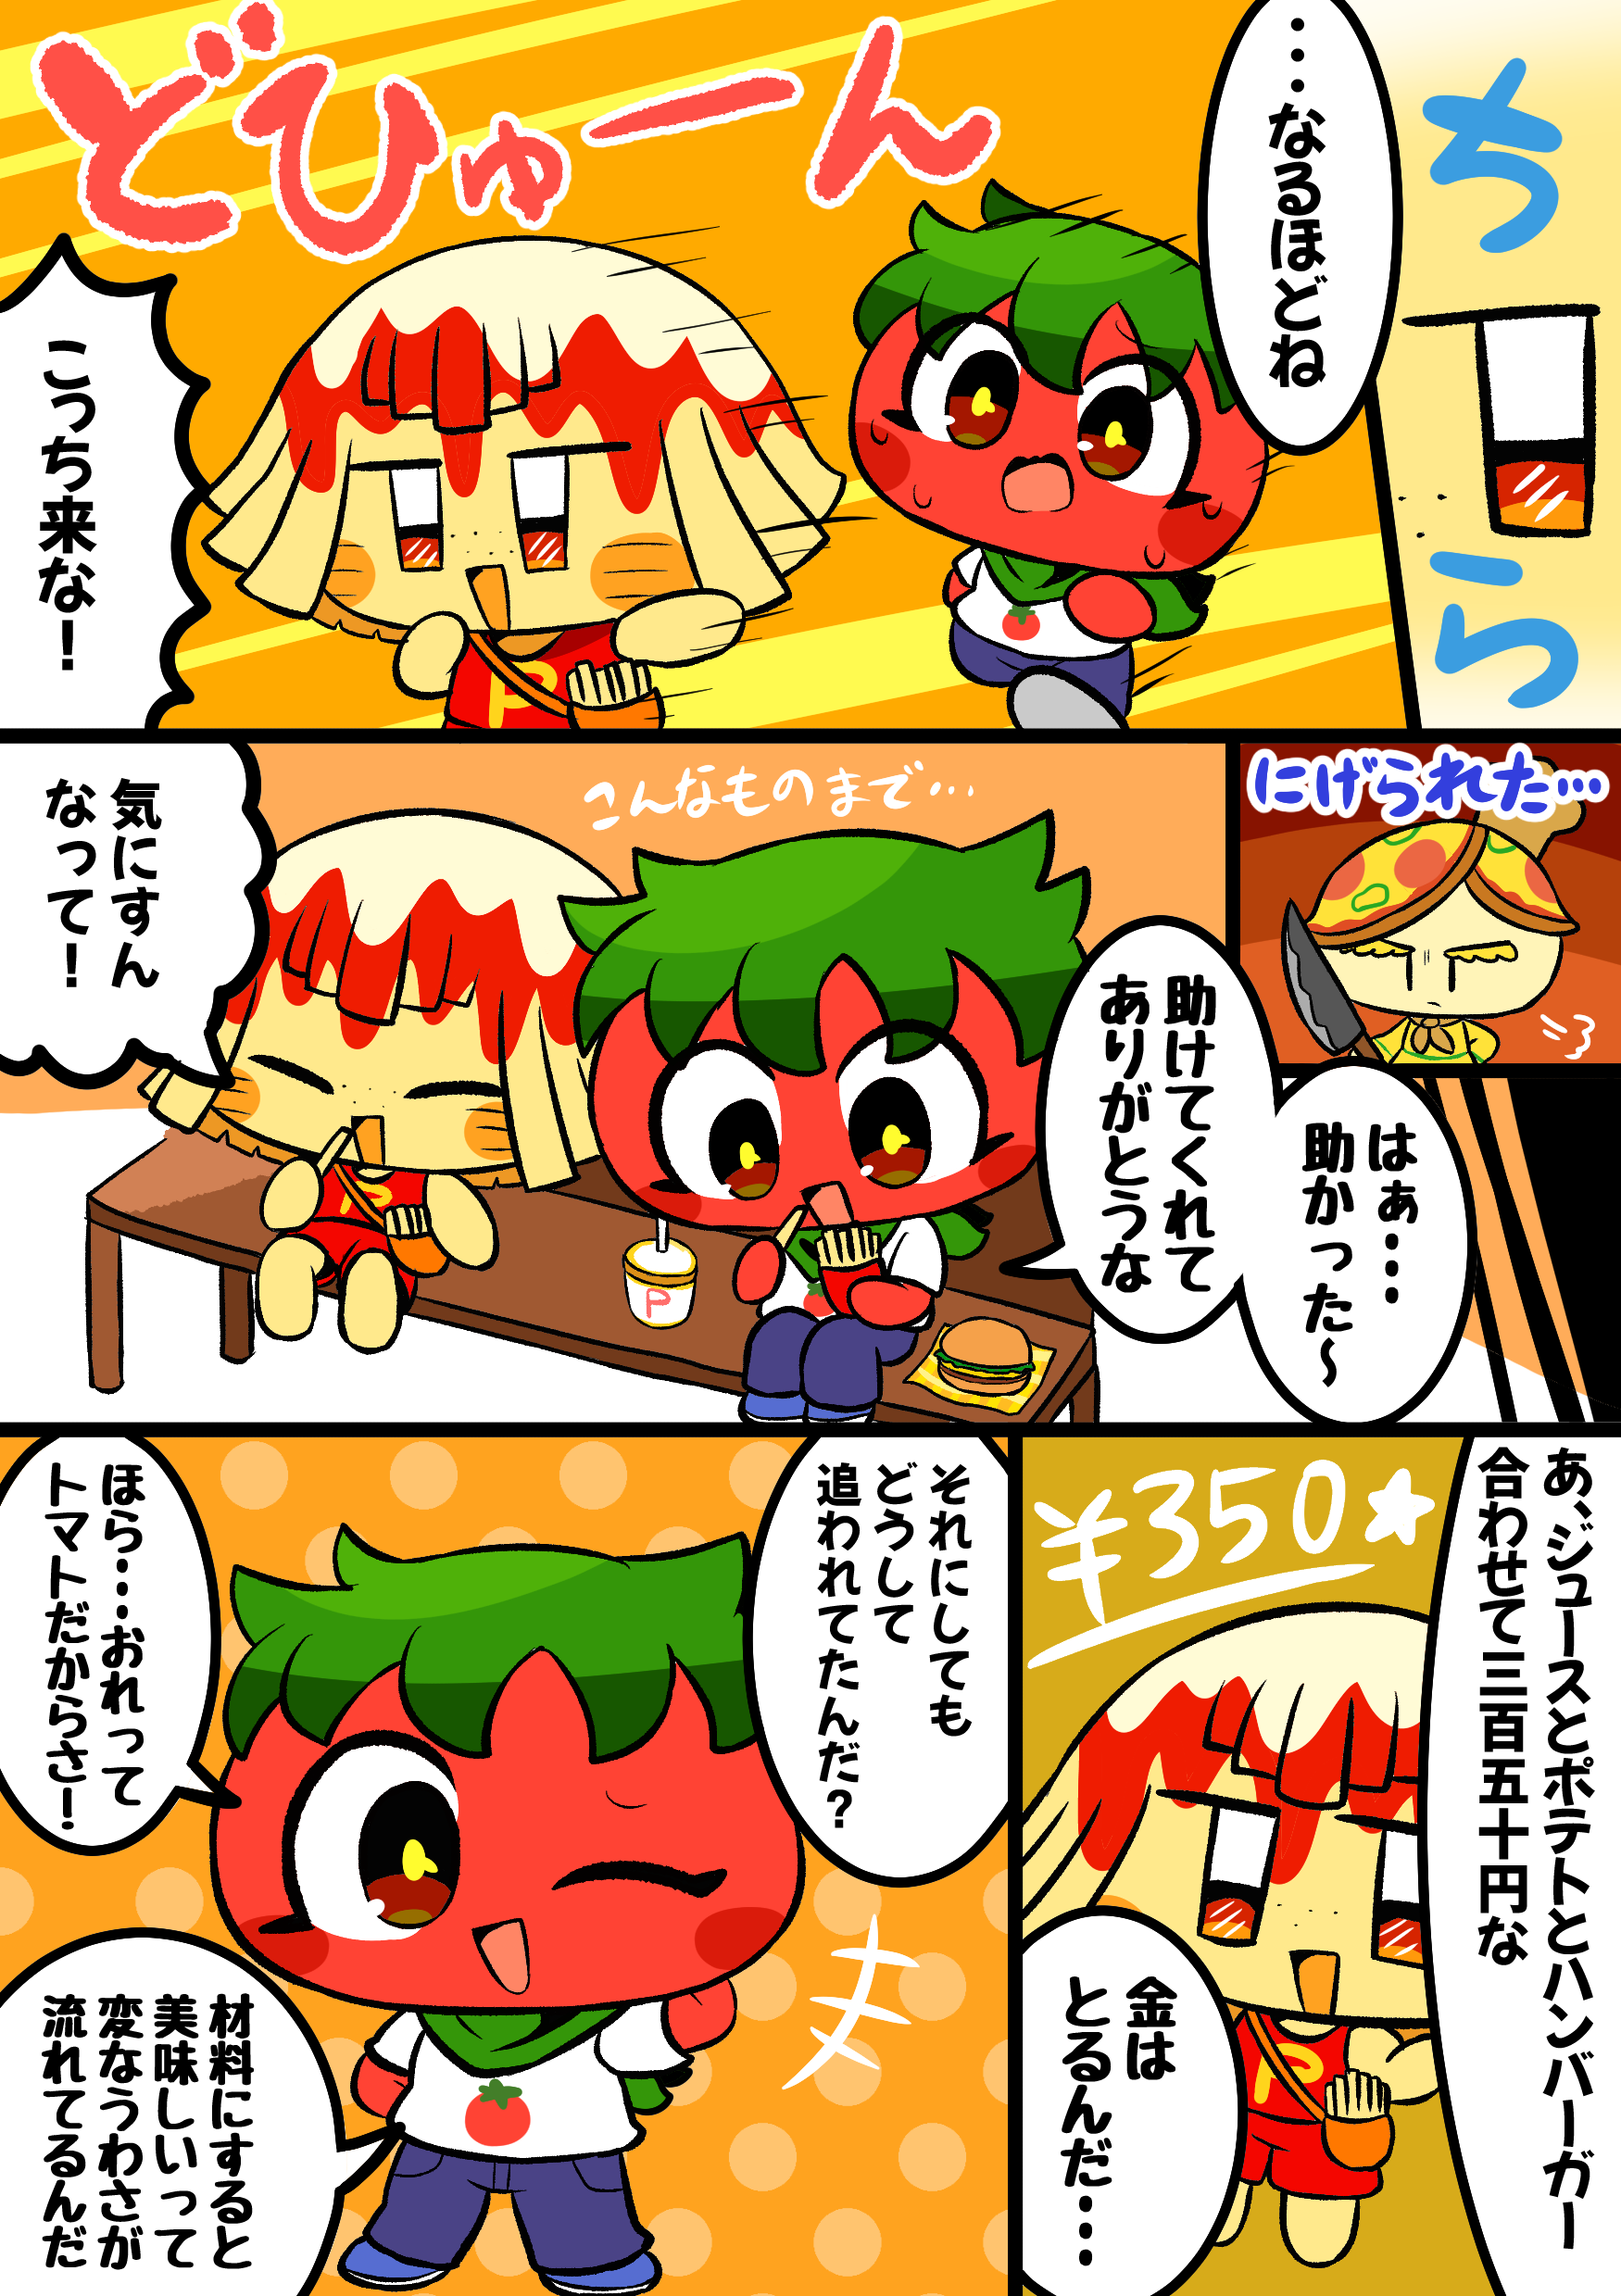 ちら
…なるほどね
どひゅーん
P
こっち来な！
にげられた…
はぁ…
助かった～
助けてくれて
ありがとうな
こんなものまで…
気にすん
なって！
P
P
あ、ジュースとポテトとハンバーガー
合わせて三百五十円な
¥350★
金は
とるんだ…
P
それにしても
どうして
追われてたんだ？
ほら…おれって
トマトだからさ！
材料にすると
美味しいって
変なうわさが
流れてるんだ